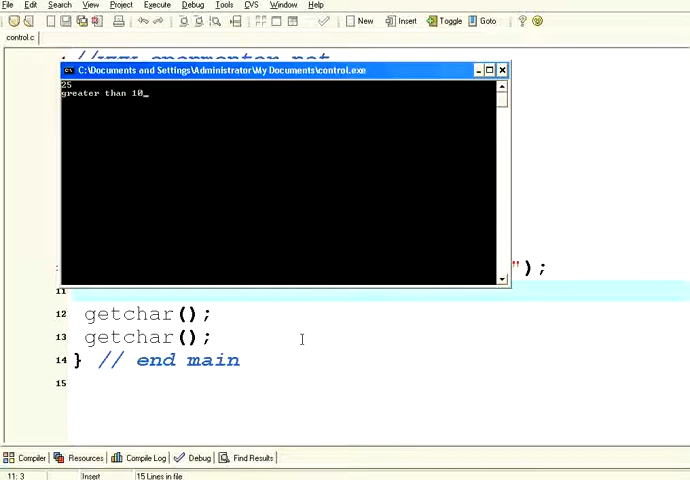 File Edit Search View Project Execute Debug Tools CVS Window Help
New Insert Toggle Goto
control.c
C:\Documents and Settings\Administrator\My Documents\control.exe
25
greater than 10_
");
11
12 getchar();
13 getchar();
14 } // end main
15
Compiler Resources Compile Log Debug Find Results
11: 3 Insert 15 Lines in file